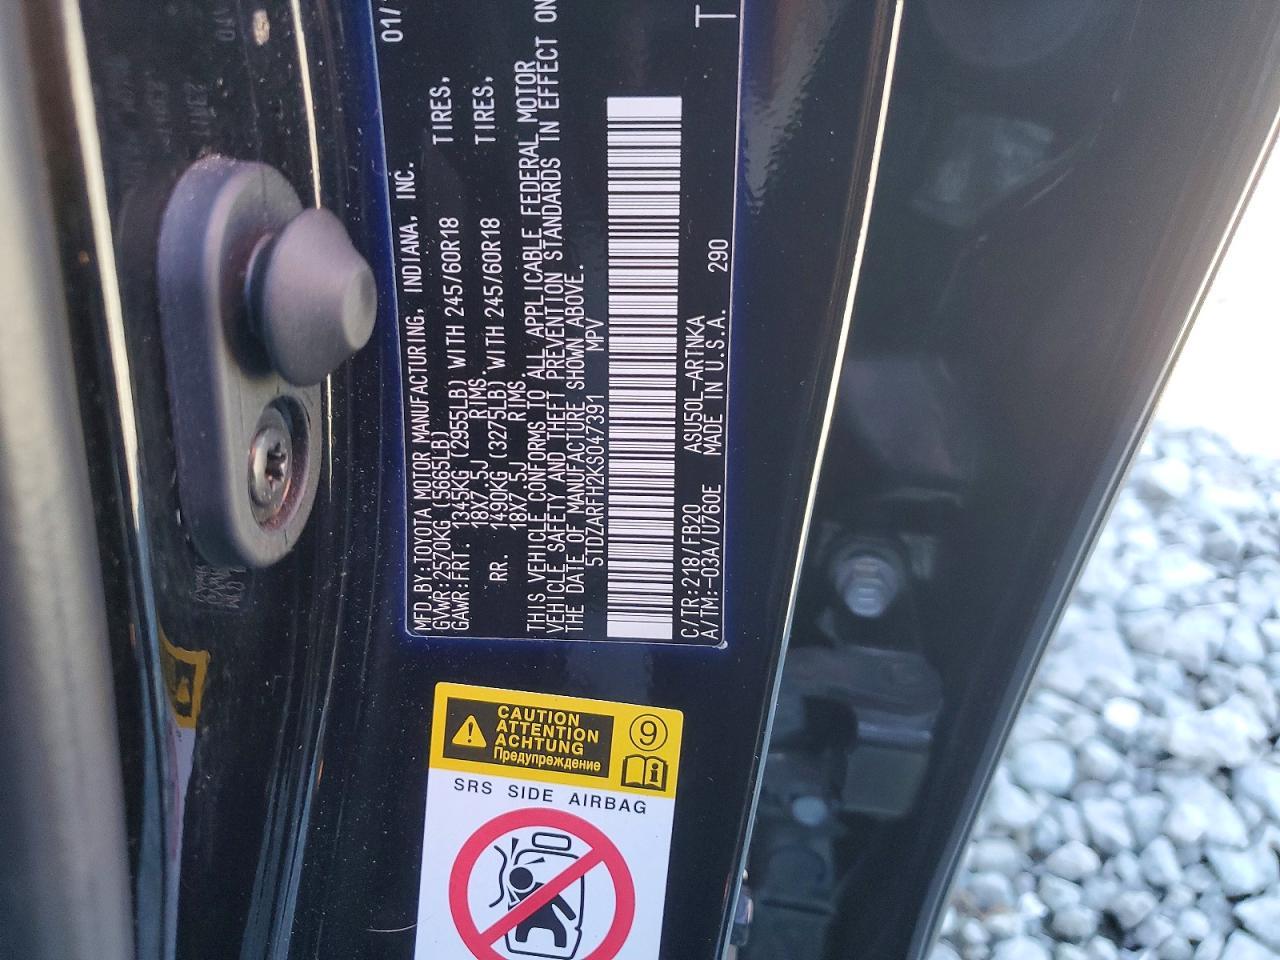 MFD BY:TOYOTA MOTOR MANUFACTURING, INDIANA, INC. 01/1
GVWR:2570KG (5665LB)
GAWR:FRT. 1345KG (2955LB) WITH 245/60R18 TIRES,
18X7.5J RIMS.
RR. 1490KG (3275LB) WITH 245/60R18 TIRES,
18X7.5J RIMS.
THIS VEHICLE CONFORMS TO ALL APPLICABLE FEDERAL MOTOR
VEHICLE SAFETY AND THEFT PREVENTION STANDARDS IN EFFECT ON
THE DATE OF MANUFACTURE SHOWN ABOVE.
5TDZARFH2KS047391 MPV
C/TR:218/FB20 ASU50L-ARTNKA
A/TM:-03A/U760E MADE IN U.S.A. 290 T
CAUTION
ATTENTION
ACHTUNG
Предупреждение
9
SRS SIDE AIRBAG